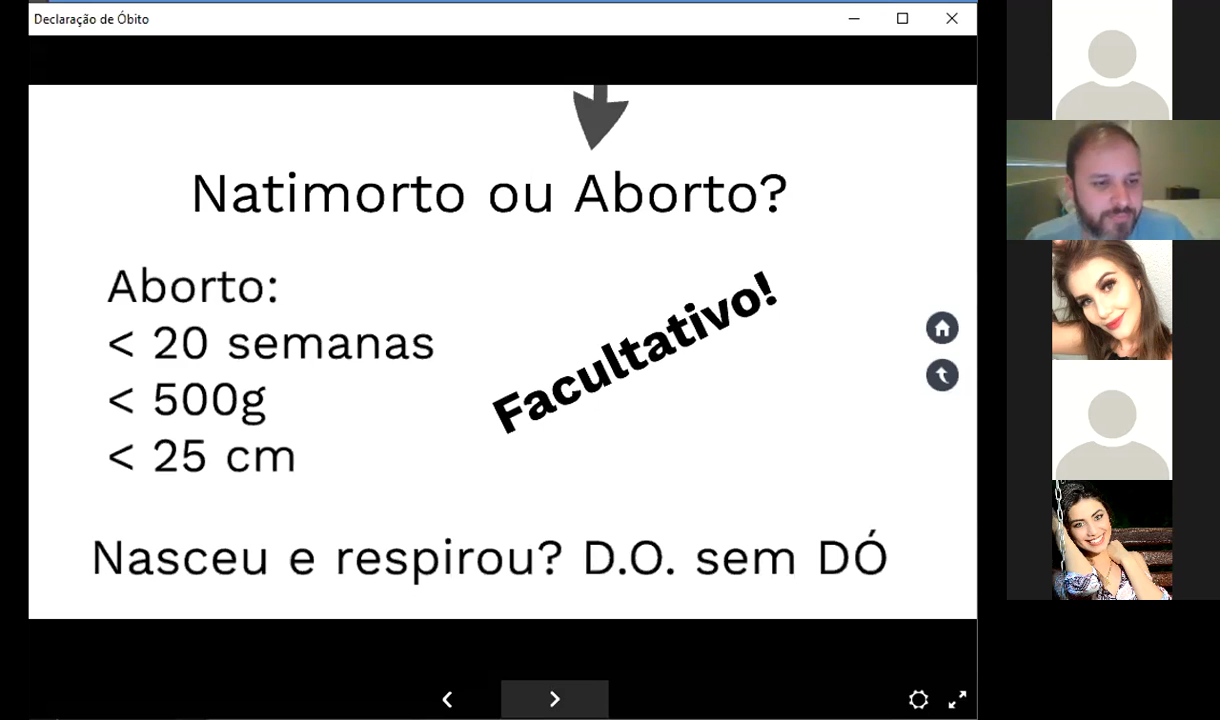 Declaração de Óbito
Natimorto ou Aborto?
Aborto:
< 20 semanas
< 500g
< 25 cm
Facultativo!
Nasceu e respirou? D.O. sem DÓ